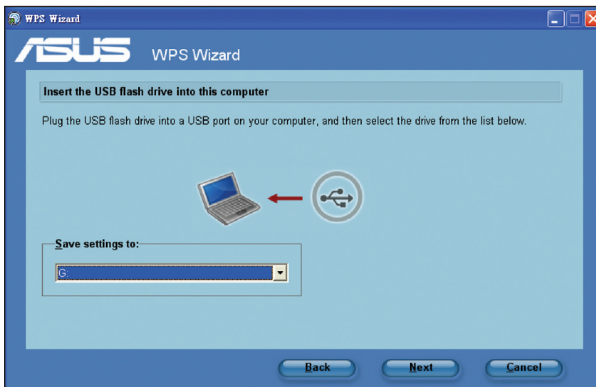 WPS Wizard
ASUS WPS Wizard
Insert the USB flash drive into this computer
Plug the USB flash drive into a USB port on your computer, and then select the drive from the list below.
Save settings to:
G:
Back Next Cancel